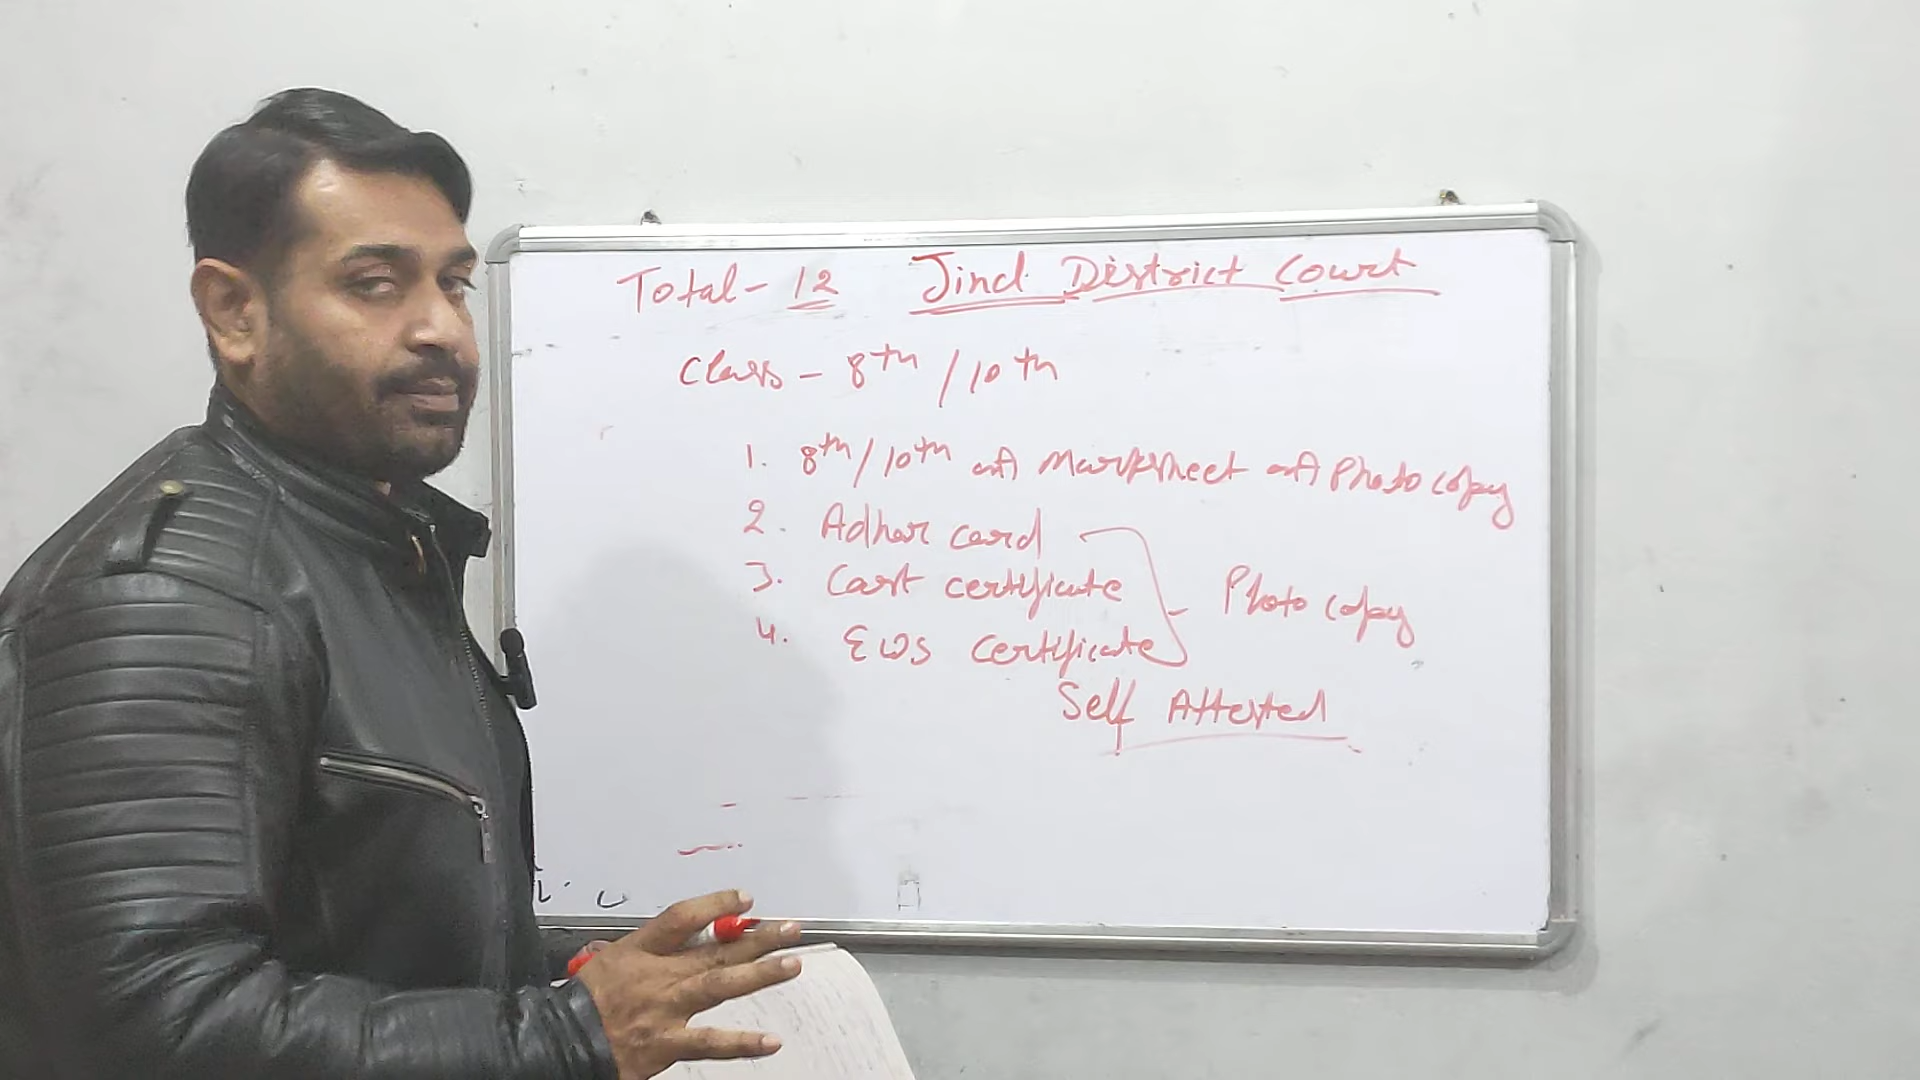 Total - 12 Jind District Court
Class - 8th / 10th
1. 8th / 10th की Marksheet की Photo copy
2. Adhar card
3. Cast certificate
4. EWS certificate
Photo copy
Self Attested